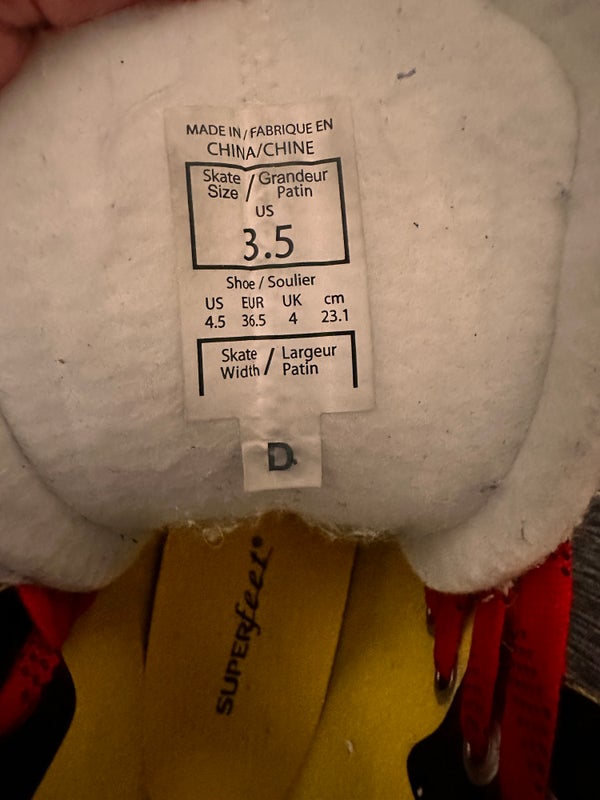 MADE IN/FABRIQUE EN
CHINA/CHINE
Skate Size / Grandeur Patin
US
3.5
Shoe / Soulier
US EUR UK cm
4.5 36.5 4 23.1
Skate Width / Largeur Patin
D
SUPERfeet®